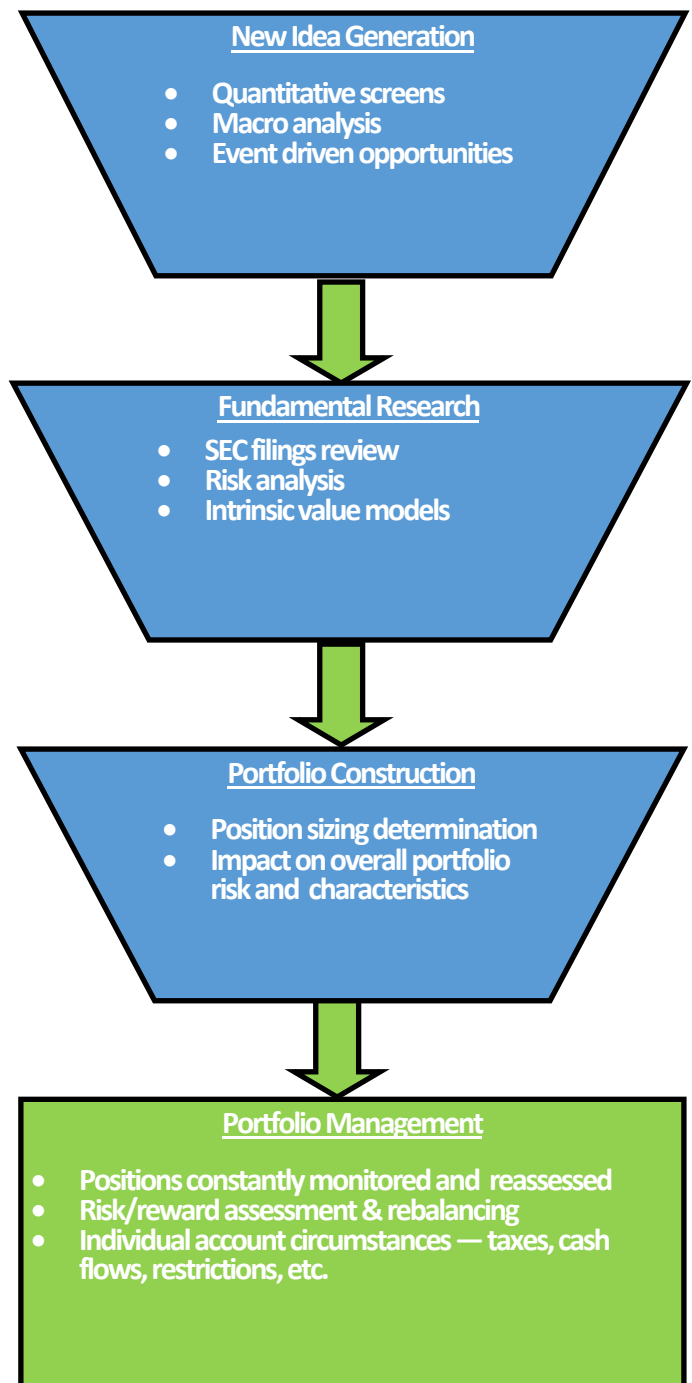 New Idea Generation
• Quantitative screens
• Macro analysis
• Event driven opportunities
Fundamental Research
• SEC filings review
• Risk analysis
• Intrinsic value models
Portfolio Construction
• Position sizing determination
• Impact on overall portfolio
risk and characteristics
Portfolio Management
• Positions constantly monitored and reassessed
• Risk/reward assessment & rebalancing
• Individual account circumstances — taxes, cash
flows, restrictions, etc.